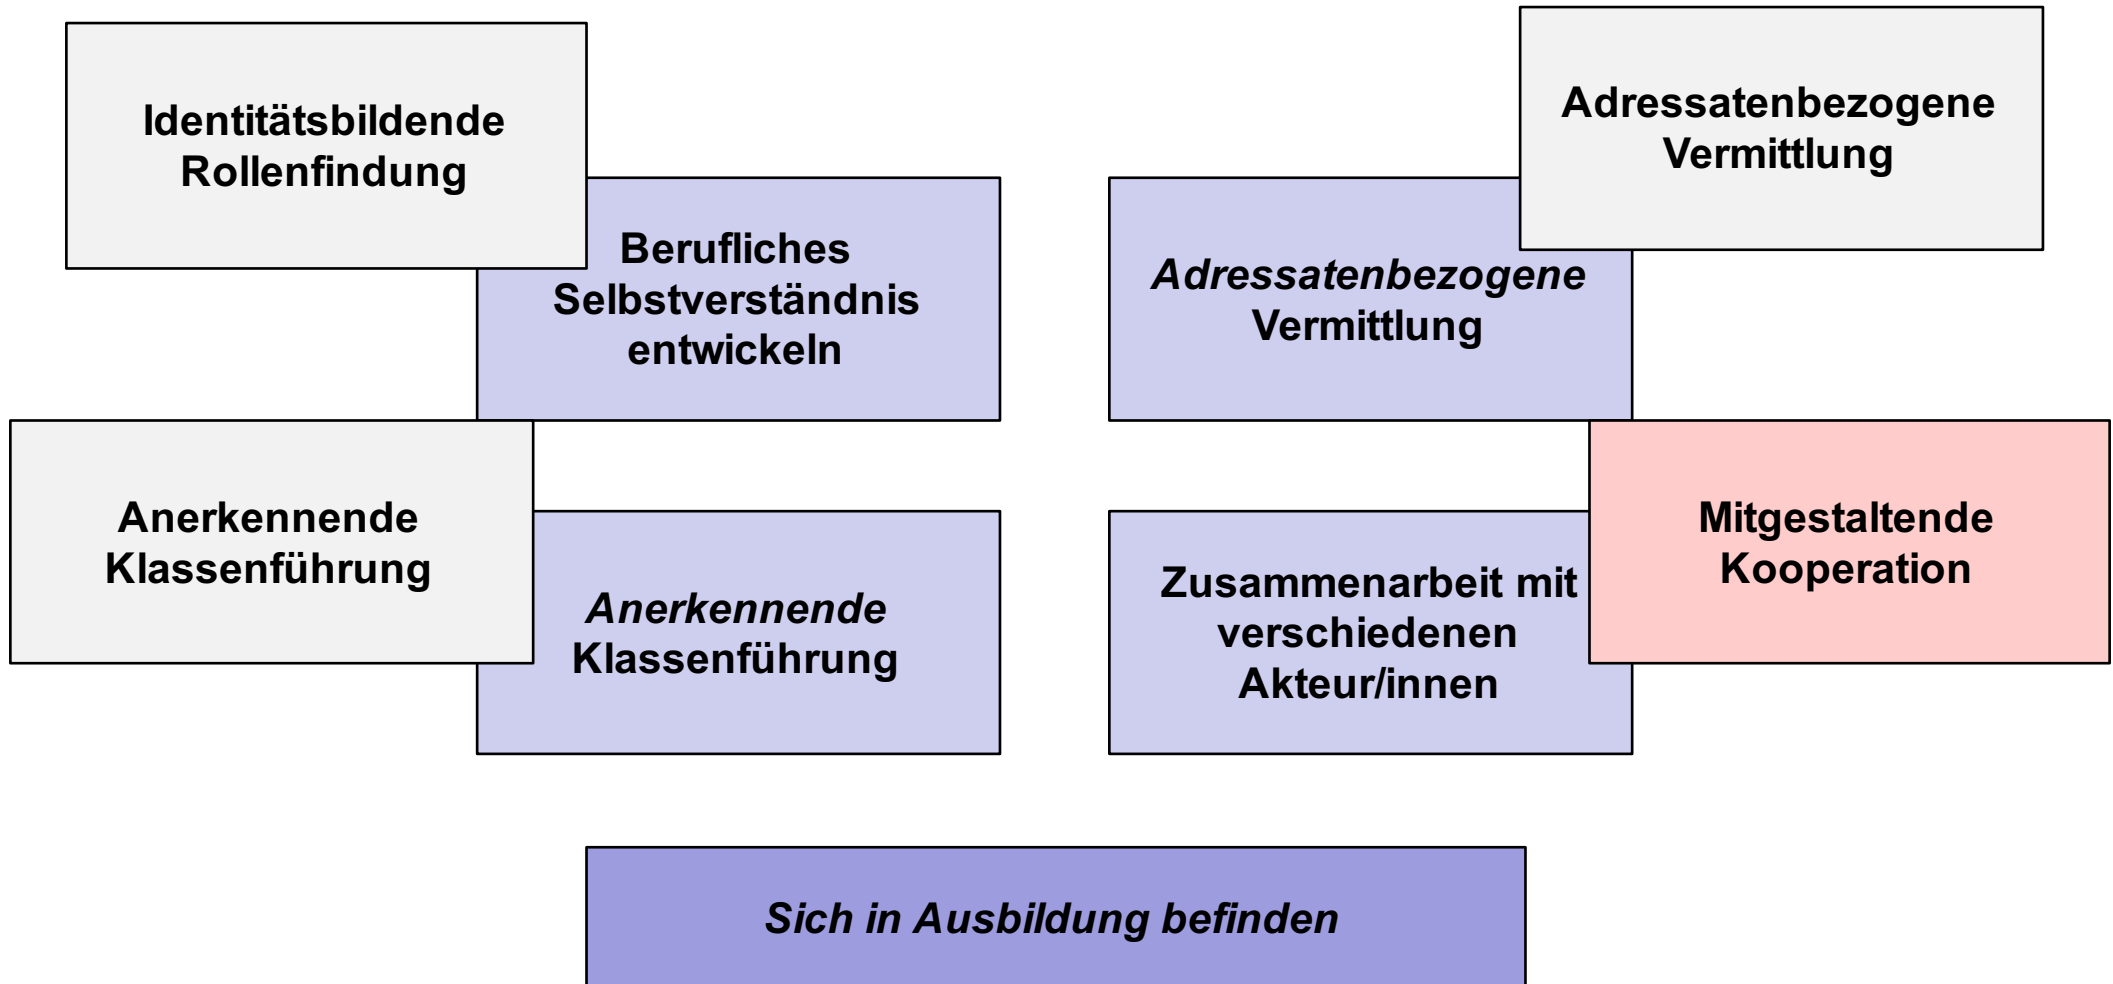 Identitätsbildende
Rollenfindung
Adressatenbezogene
Vermittlung
Berufliches
Selbstverständnis
entwickeln
Adressatenbezogene
Vermittlung
Anerkennende
Klassenführung
Mitgestaltende
Kooperation
Anerkennende
Klassenführung
Zusammenarbeit mit
verschiedenen
Akteur/innen
Sich in Ausbildung befinden